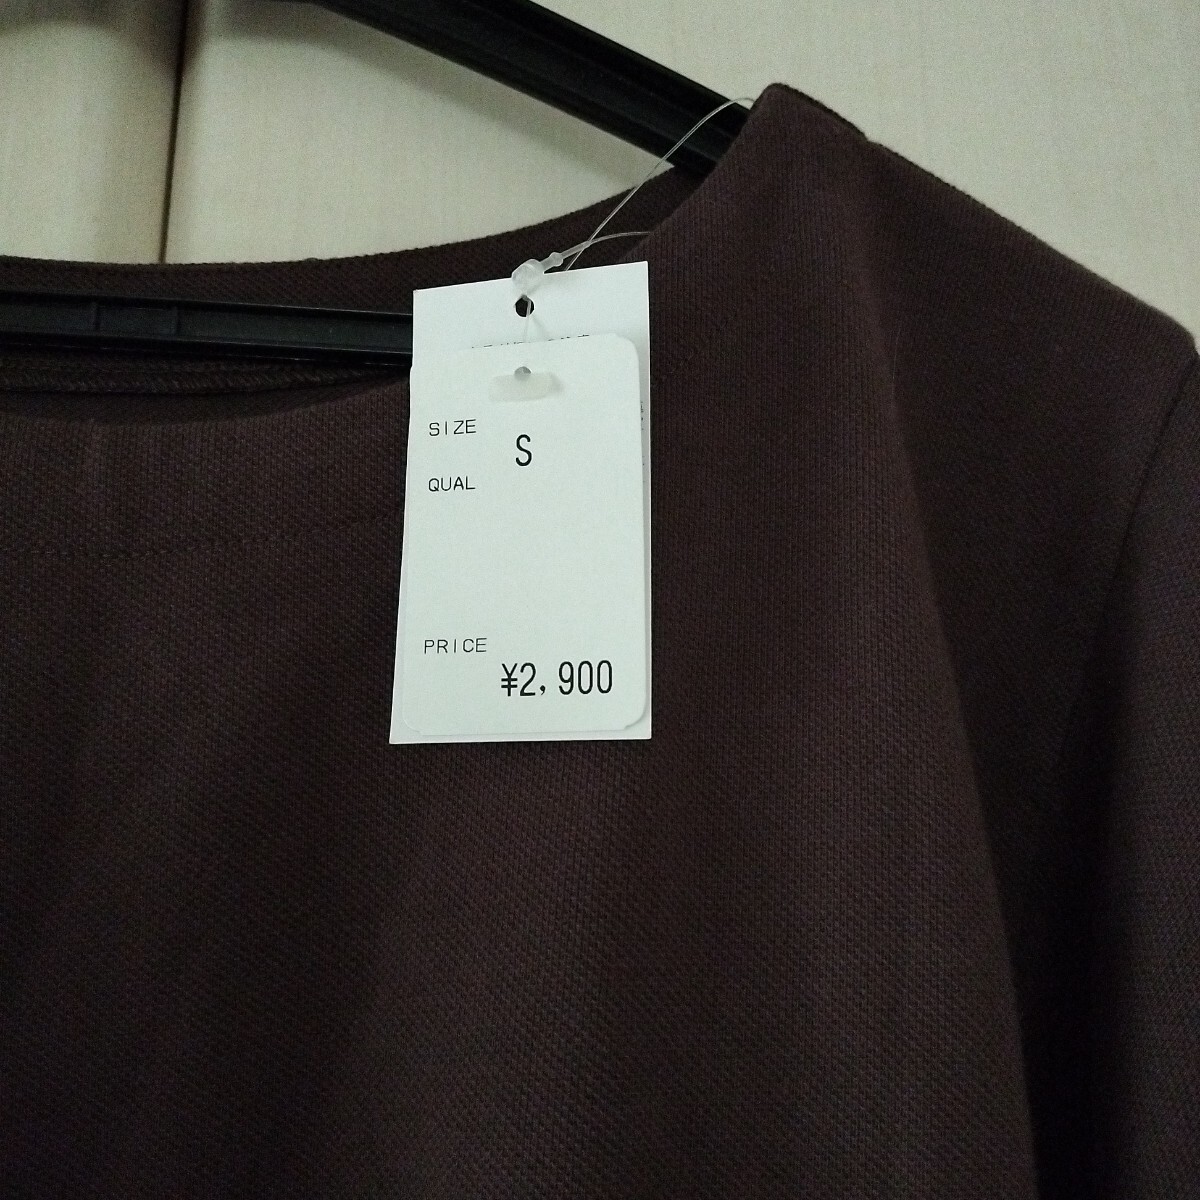 SIZE
S
QUAL
PRICE
¥2,900